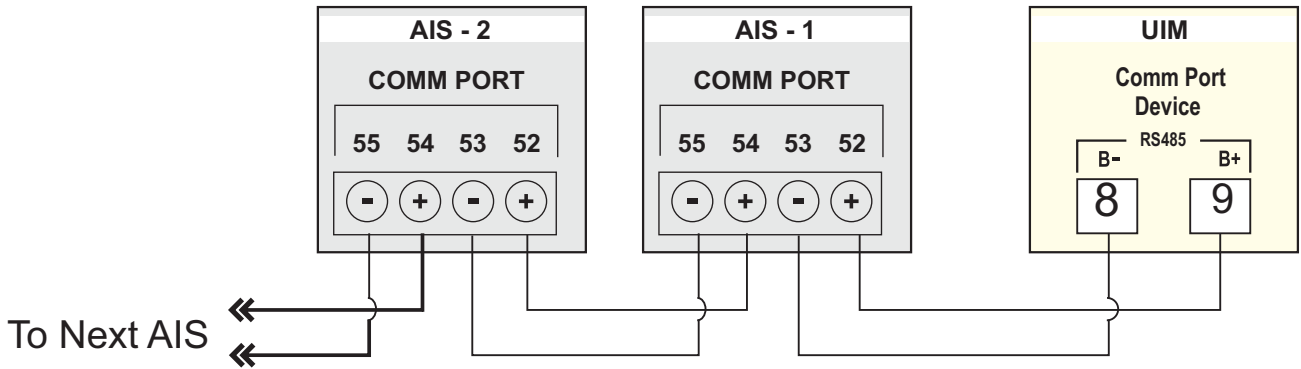 AIS - 2
COMM PORT
55 54 53 52
- + - +
AIS - 1
COMM PORT
55 54 53 52
- + - +
UIM
Comm Port
Device
RS485
B- B+
8 9
To Next AIS